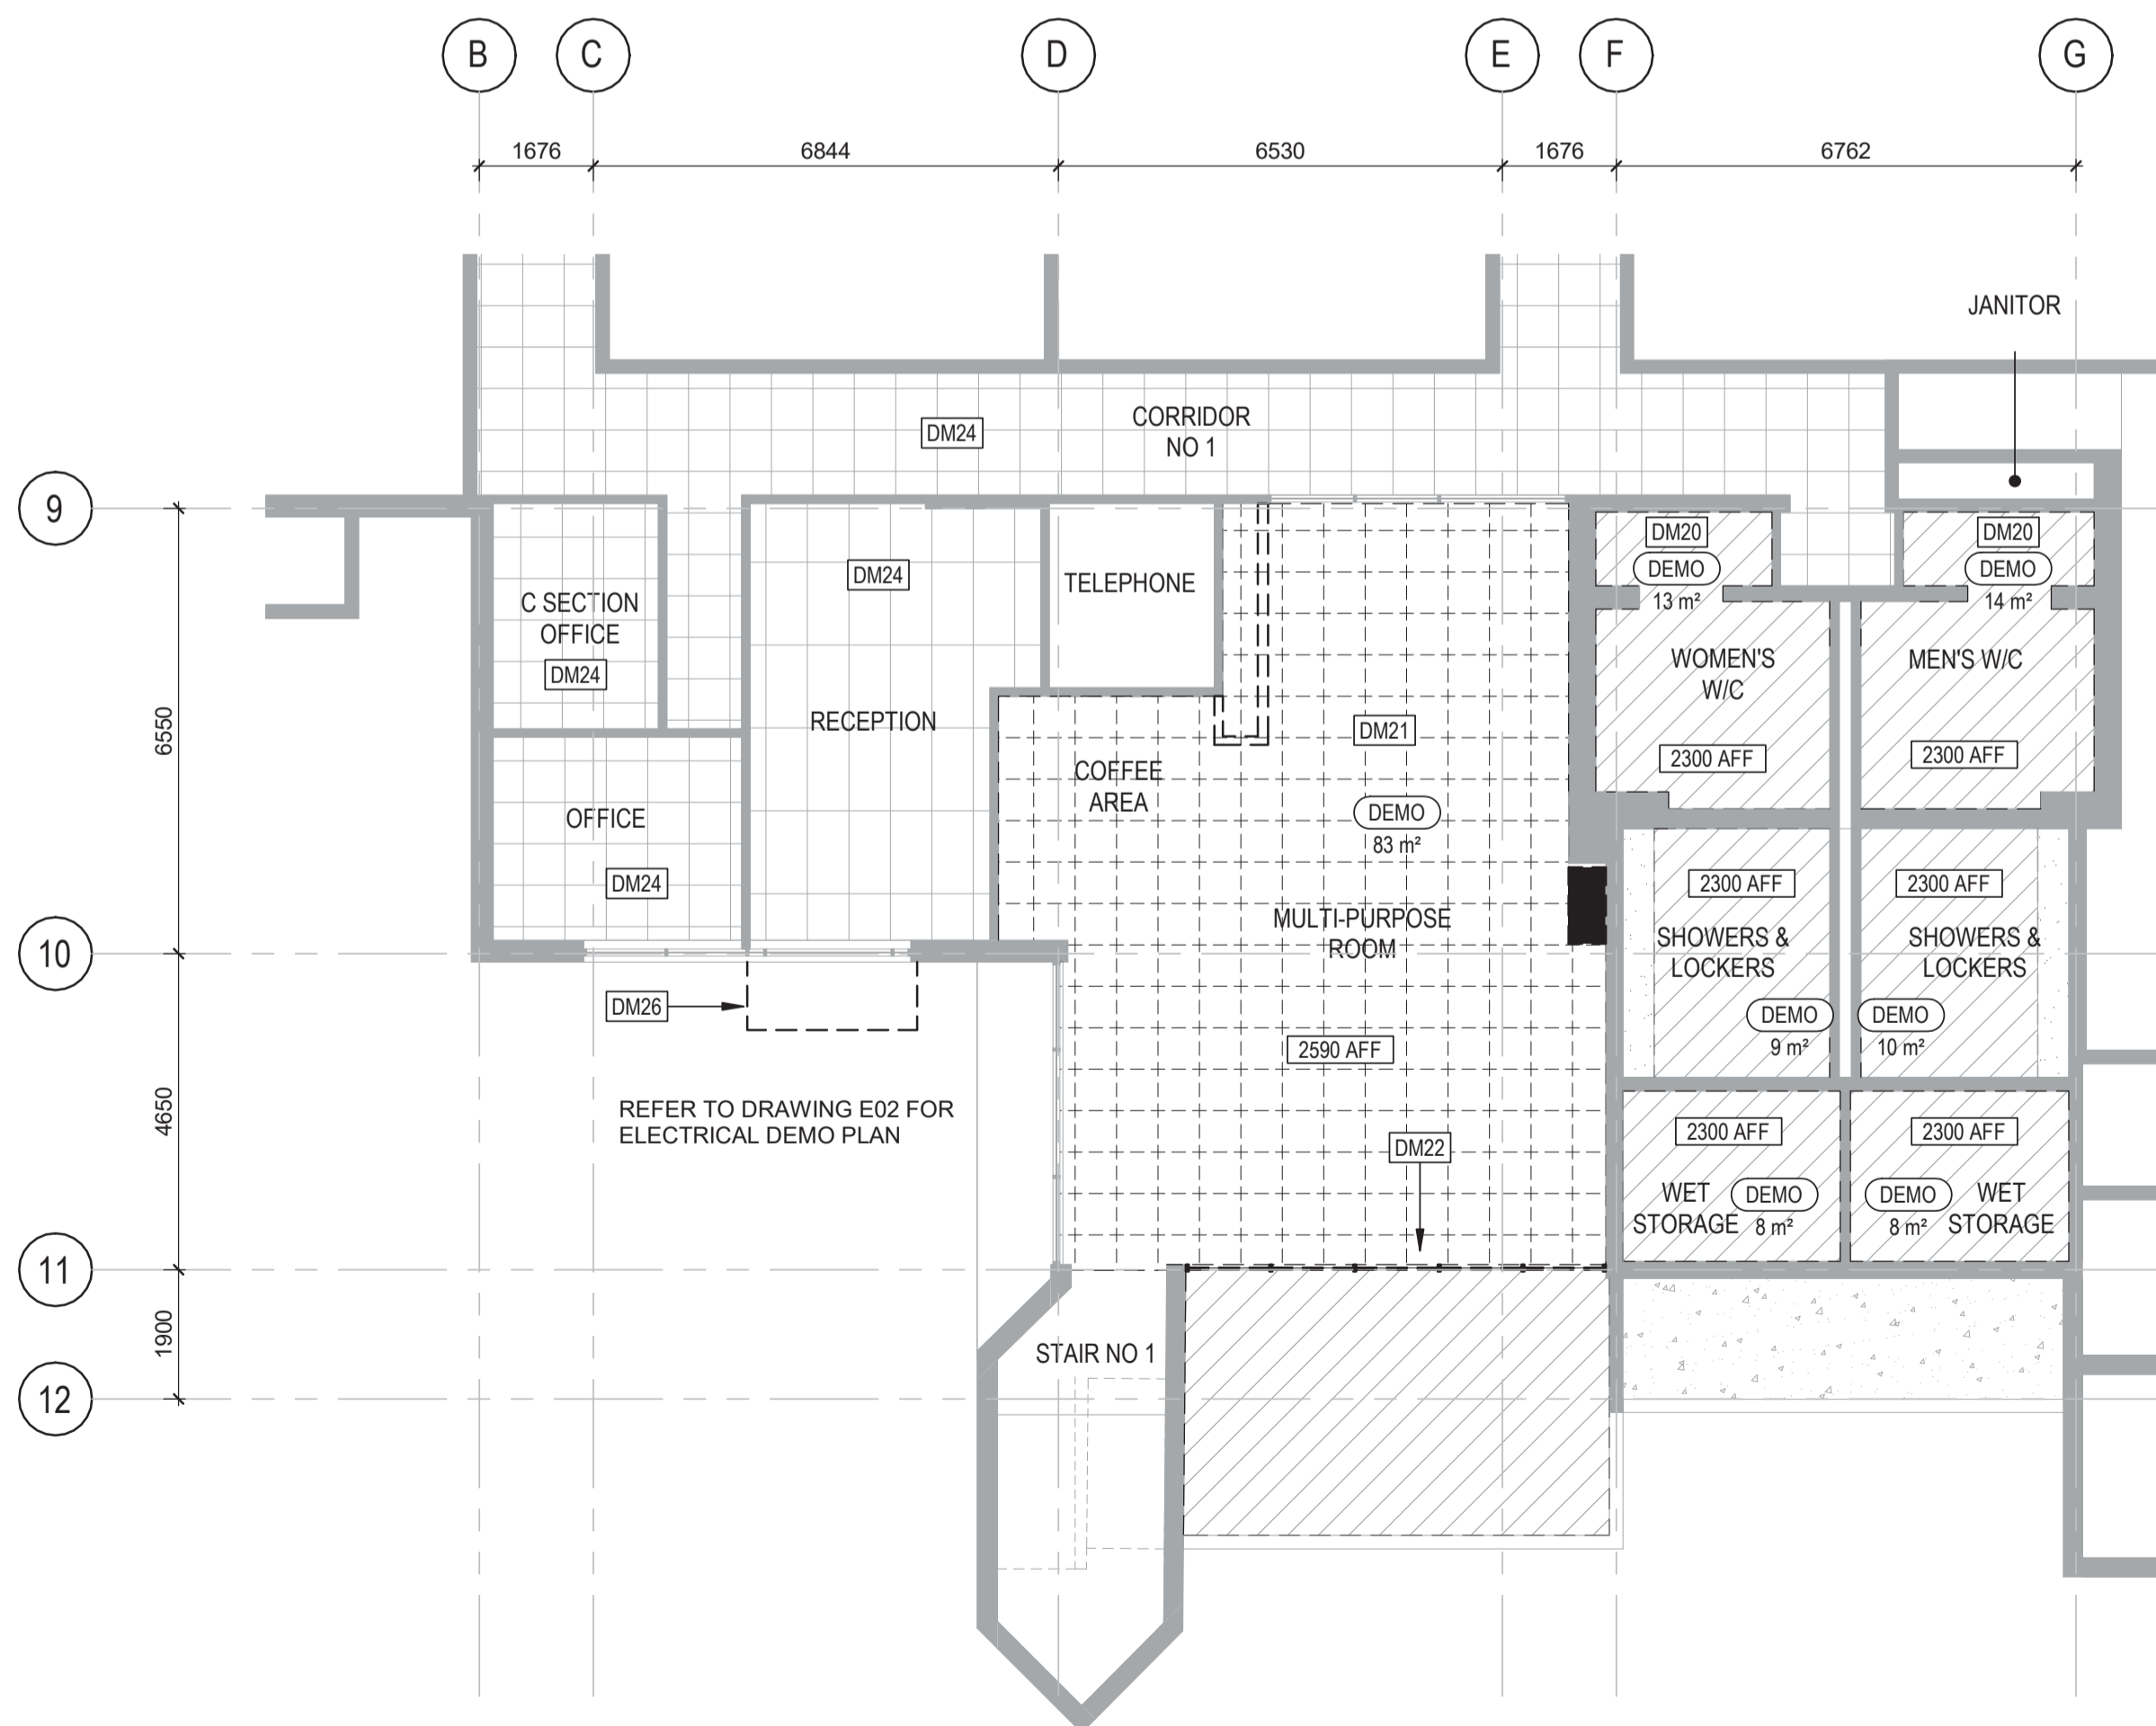 B
C
D
E
F
G
1676
6844
6530
1676
6762
JANITOR
CORRIDOR
NO 1
DM24
9
DM20
DEMO
13 m²
DM20
DEMO
14 m²
DM24
TELEPHONE
C SECTION
OFFICE
DM24
WOMEN'S
W/C
MEN'S W/C
RECEPTION
DM21
6550
2300 AFF
2300 AFF
COFFEE
AREA
DEMO
83 m²
OFFICE
DM24
2300 AFF
2300 AFF
MULTI-PURPOSE
ROOM
SHOWERS &
LOCKERS
SHOWERS &
LOCKERS
10
DM26
DEMO
9 m²
DEMO
10 m²
2590 AFF
4650
REFER TO DRAWING E02 FOR
ELECTRICAL DEMO PLAN
2300 AFF
2300 AFF
DM22
WET
STORAGE
DEMO
8 m²
DEMO
8 m²
WET
STORAGE
11
1900
STAIR NO 1
12